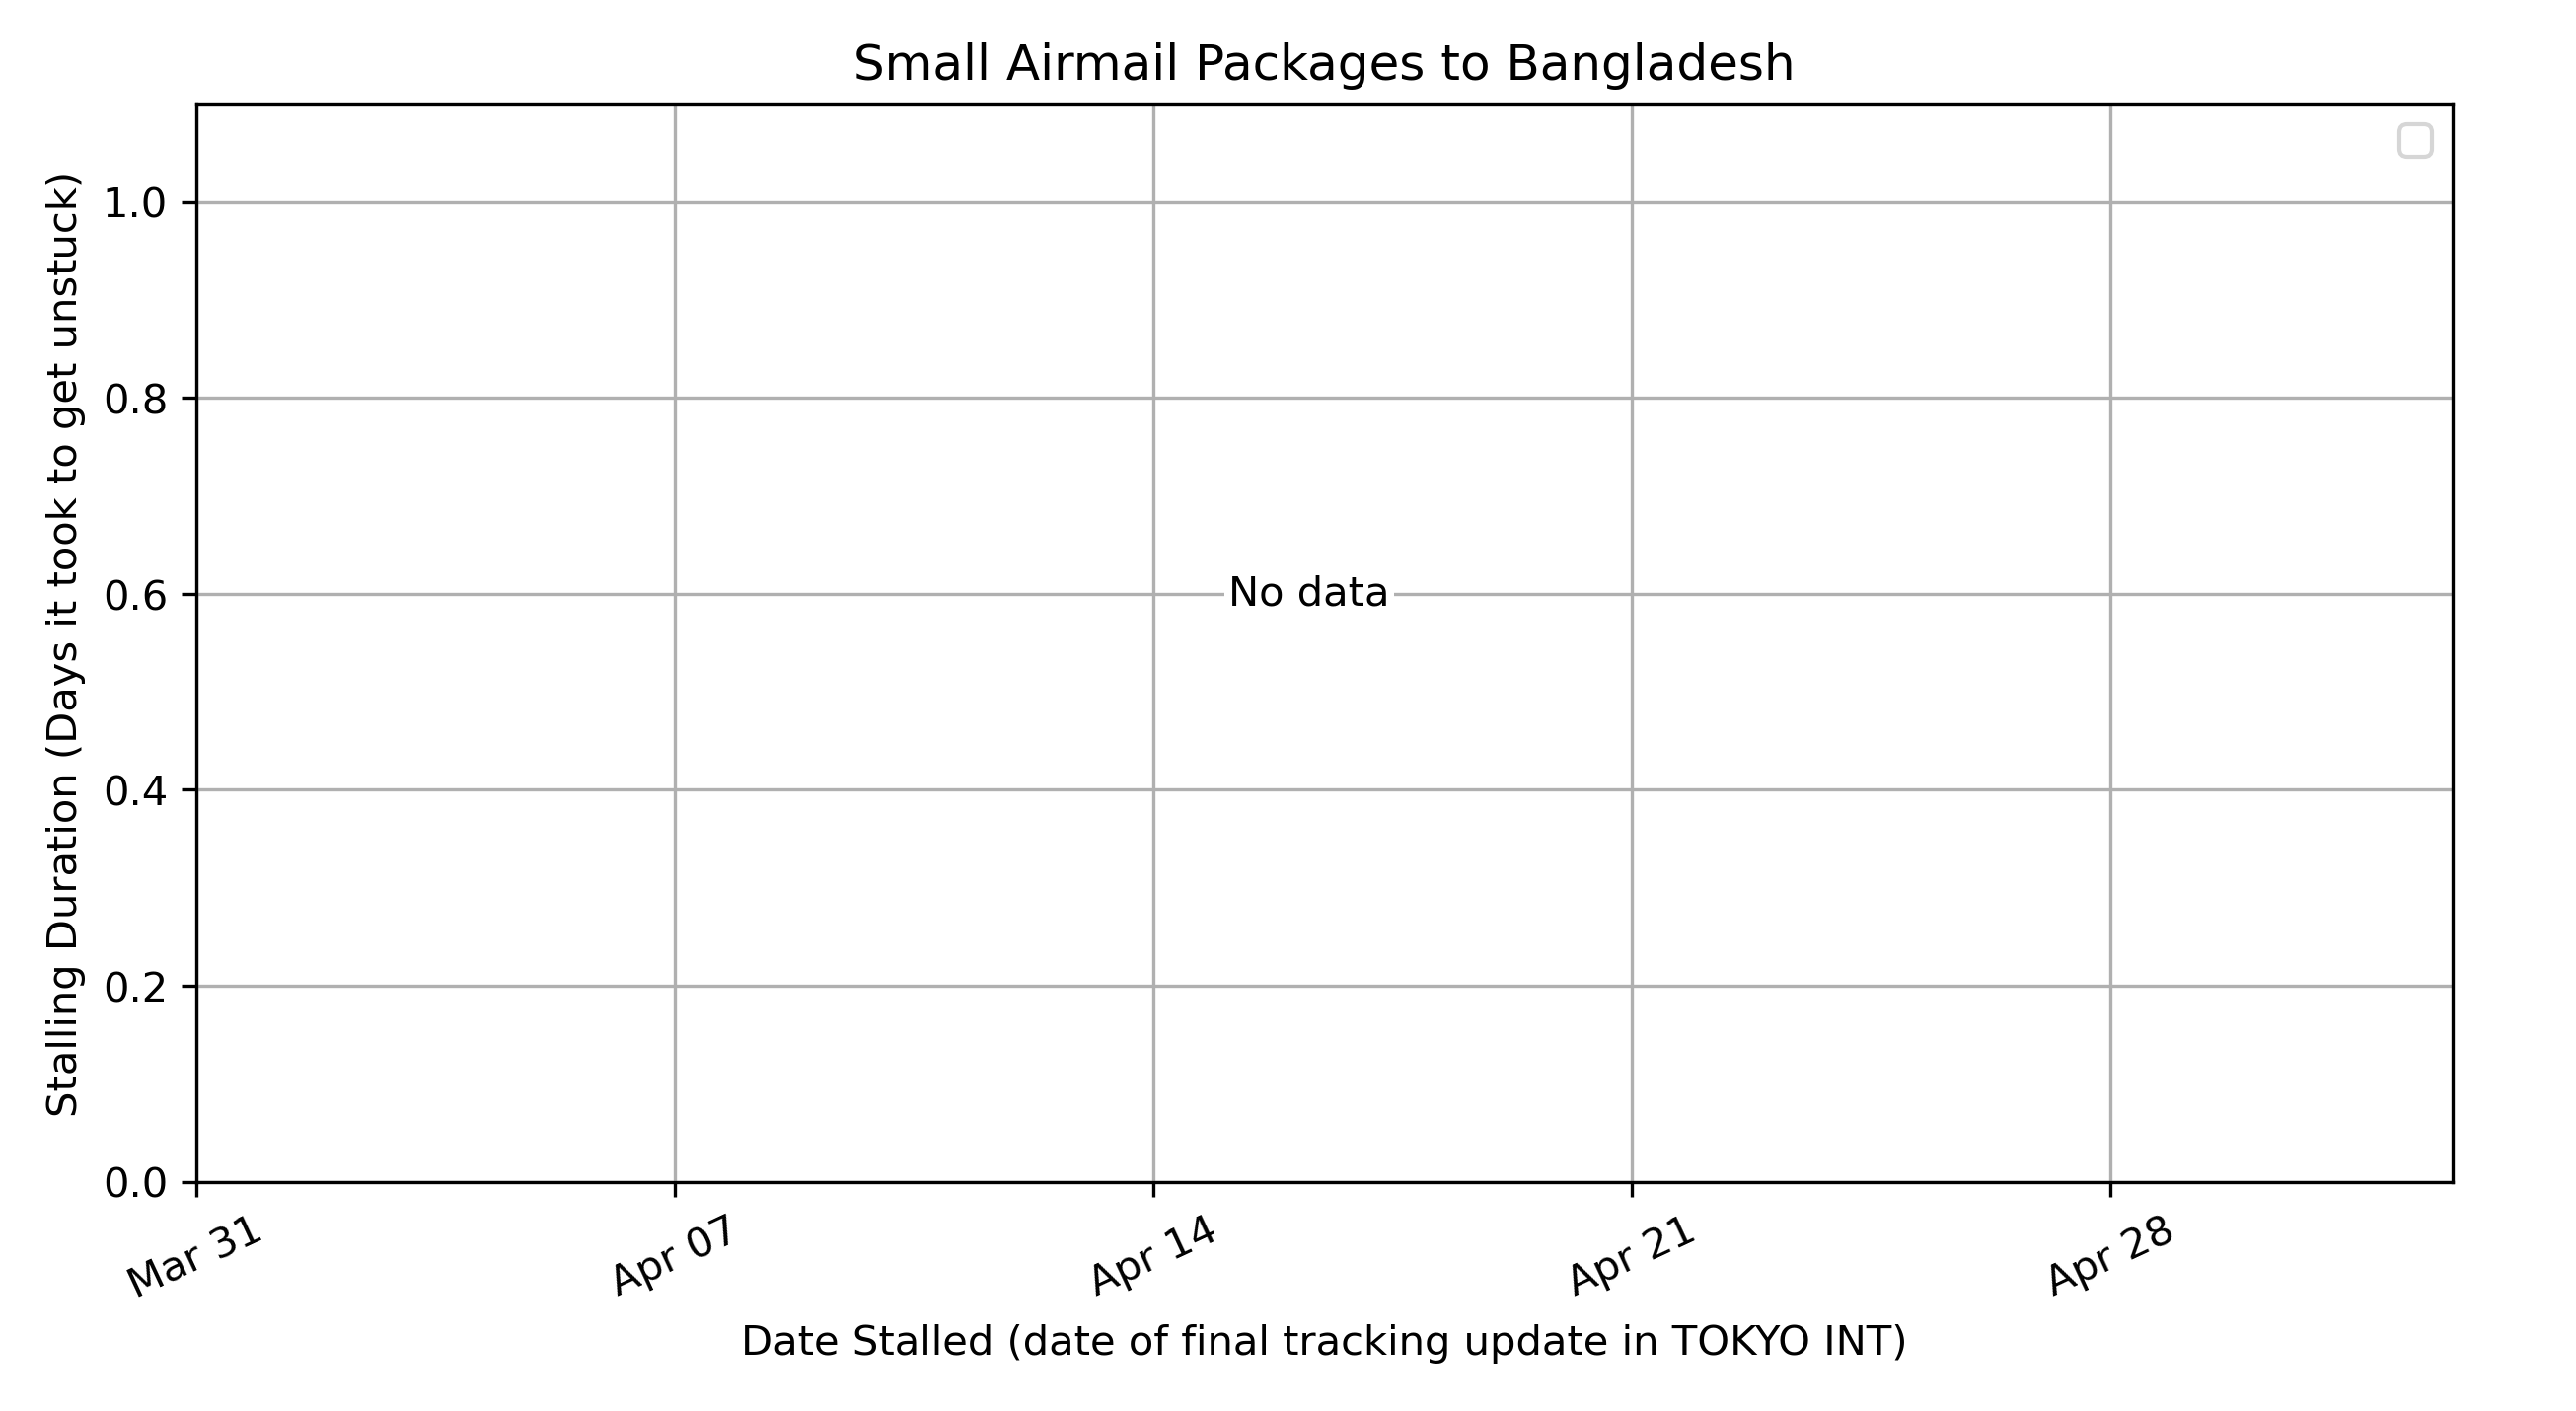 Small Airmail Packages to Bangladesh
Stalling Duration (Days it took to get unstuck)
1.0
0.8
0.6
0.4
0.2
0.0
No data
Mar 31
Apr 07
Apr 14
Apr 21
Apr 28
Date Stalled (date of final tracking update in TOKYO INT)